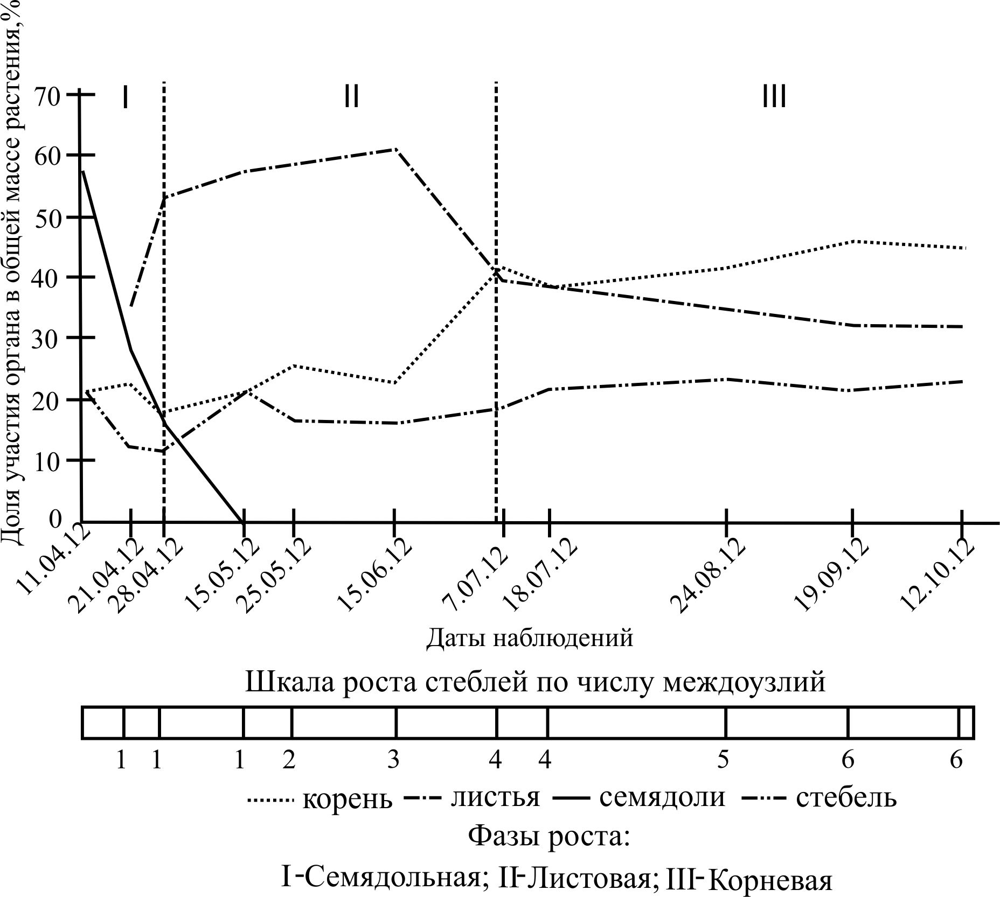 Доля участия органа в общей массе растения,%
I II III
70
60
50
40
30
20
10
0
11.04.12 21.04.12 28.04.12 15.05.12 25.05.12 15.06.12 7.07.12 18.07.12 24.08.12 19.09.12 12.10.12
Даты наблюдений
Шкала роста стеблей по числу междоузлий
1 1 1 2 3 4 4 5 6 6
корень листья семядоли стебель
Фазы роста:
I-Семядольная; II-Листовая; III-Корневая